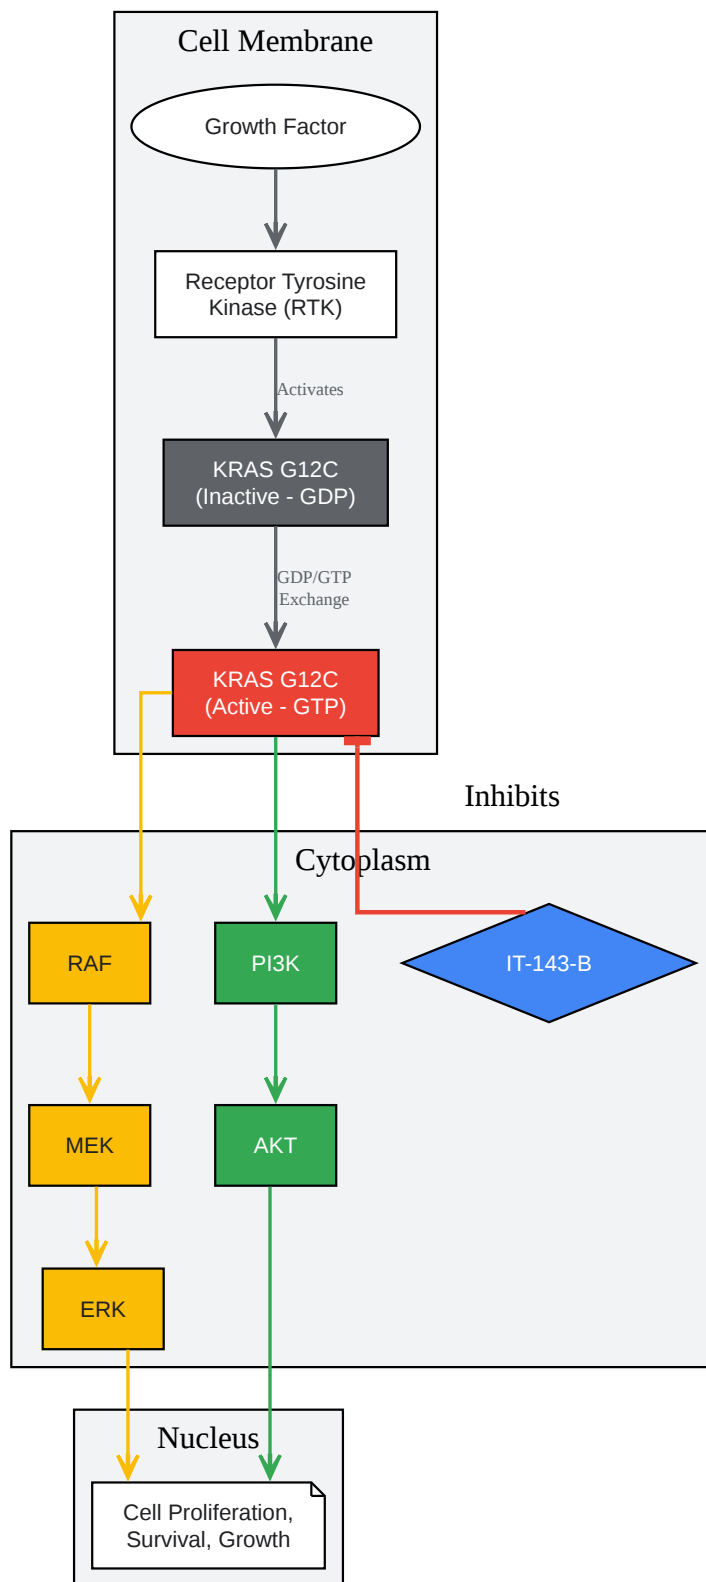 Cell Membrane
Growth Factor
Receptor Tyrosine
Kinase (RTK)
Activates
KRAS G12C
(Inactive - GDP)
GDP/GTP
Exchange
KRAS G12C
(Active - GTP)
Inhibits
Cytoplasm
RAF
PI3K
IT-143-B
MEK
AKT
ERK
Nucleus
Cell Proliferation,
Survival, Growth